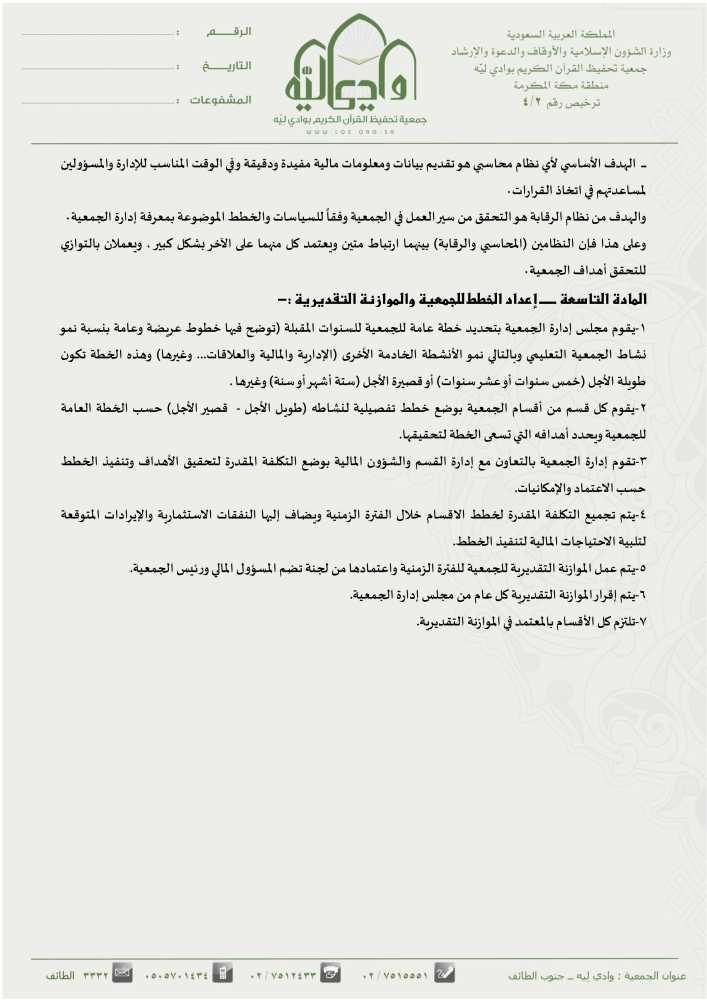 المملكة العربية السعودية
وزارة الشؤون الإسلامية والأوقاف والدعوة والإرشاد
جمعية تحفيظ القرآن الكريم بوادي ليّه
منطقة مكة المكرمة
ترخيص رقم ٤/٢
وادي ليّه
جمعية تحفيظ القرآن الكريم بوادي ليّه
الرقـــــم :
التاريــــخ :
المشفوعات :
ـ الهدف الأساسي لأي نظام محاسبي هو تقديم بيانات ومعلومات مالية مفيدة ودقيقة وفي الوقت المناسب للإدارة والمسؤولين
لمساعدتهم في اتخاذ القرارات.
والهدف من نظام الرقابة هو التحقق من سير العمل في الجمعية وفقاً للسياسات والخطط الموضوعة بمعرفة إدارة الجمعية.
وعلى هذا فإن النظامين (المحاسبي والرقابة) بينهما ارتباط متين ويعتمد كل منهما على الآخر بشكل كبير ، ويعملان بالتوازي
للتحقق أهداف الجمعية.
المادة التاسعة ــــ إعداد الخطط للجمعية والموازنة التقديرية :-
١-يقوم مجلس إدارة الجمعية بتحديد خطة عامة للجمعية للسنوات المقبلة (توضح فيها خطوط عريضة وعامة بنسبة نمو
نشاط الجمعية التعليمي وبالتالي نمو الأنشطة الخادمة الأخرى (الإدارية والمالية والعلاقات... وغيرها) وهذه الخطة تكون
طويلة الأجل (خمس سنوات أو عشر سنوات) أو قصيرة الأجل (ستة أشهر أو سنة) وغيرها .
٢-يقوم كل قسم من أقسام الجمعية بوضع خطط تفصيلية لنشاطه (طويل الأجل - قصير الأجل) حسب الخطة العامة
للجمعية ويحدد أهدافه التي تسعى الخطة لتحقيقها.
٣-تقوم إدارة الجمعية بالتعاون مع إدارة القسم والشؤون المالية بوضع التكلفة المقدرة لتحقيق الأهداف وتنفيذ الخطط
حسب الاعتماد والإمكانيات.
٤-يتم تجميع التكلفة المقدرة لخطط الاقسام خلال الفترة الزمنية ويضاف إليها النفقات الاستثمارية والإيرادات المتوقعة
لتلبية الاحتياجات المالية لتنفيذ الخطط.
٥-يتم عمل الموازنة التقديرية للجمعية للفترة الزمنية واعتمادها من لجنة تضم المسؤول المالي ورئيس الجمعية.
٦-يتم إقرار الموازنة التقديرية كل عام من مجلس إدارة الجمعية.
٧-تلتزم كل الأقسام بالمعتمد في الموازنة التقديرية.
عنوان الجمعية : وادي ليه ــ جنوب الطائف ٠٢ / ٧٥١٥٥٥١ ٠٢ / ٧٥١٢٤٣٣ ٠٥٠٥٧٠١٤٣٤ ٣٣٣٢ الطائف